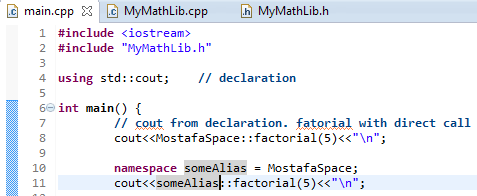 main.cpp MyMathLib.cpp MyMathLib.h
1 #include <iostream>
2 #include "MyMathLib.h"
3
4 using std::cout; // declaration
5
6 int main() {
7 // cout from declaration. fatorial with direct call
8 cout<<MostafaSpace::factorial(5)<<"\n";
9
10 namespace someAlias = MostafaSpace;
11 cout<<someAlias::factorial(5)<<"\n";